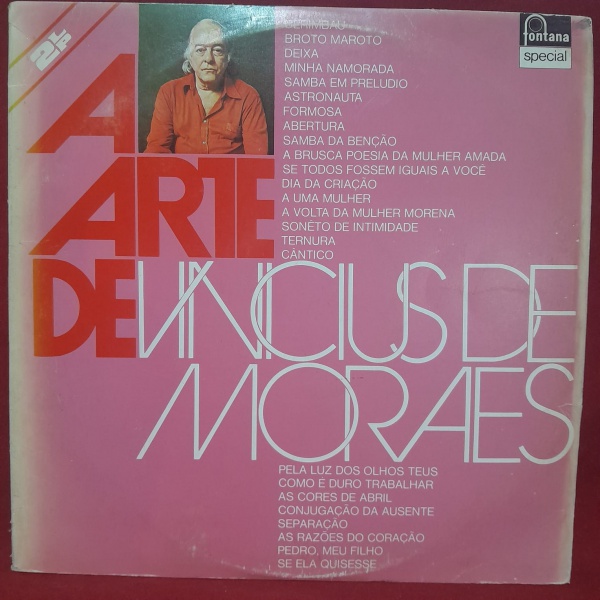 2 LP
fontana
special
BERIMBAU
BROTO MAROTO
DEIXA
MINHA NAMORADA
SAMBA EM PRELUDIO
ASTRONAUTA
FORMOSA
ABERTURA
SAMBA DA BENÇÃO
A BRUSCA POESIA DA MULHER AMADA
SE TODOS FOSSEM IGUAIS A VOCÊ
DIA DA CRIAÇÃO
A UMA MULHER
A VOLTA DA MULHER MORENA
SONÊTO DE INTIMIDADE
TERNURA
CÂNTICO
A
ARTE
DE VINICIUS DE
MORAES
PELA LUZ DOS OLHOS TEUS
COMO E DURO TRABALHAR
AS CORES DE ABRIL
CONJUGAÇÃO DA AUSENTE
SEPARAÇÃO
AS RAZÕES DO CORAÇÃO
PEDRO, MEU FILHO
SE ELA QUISESSE